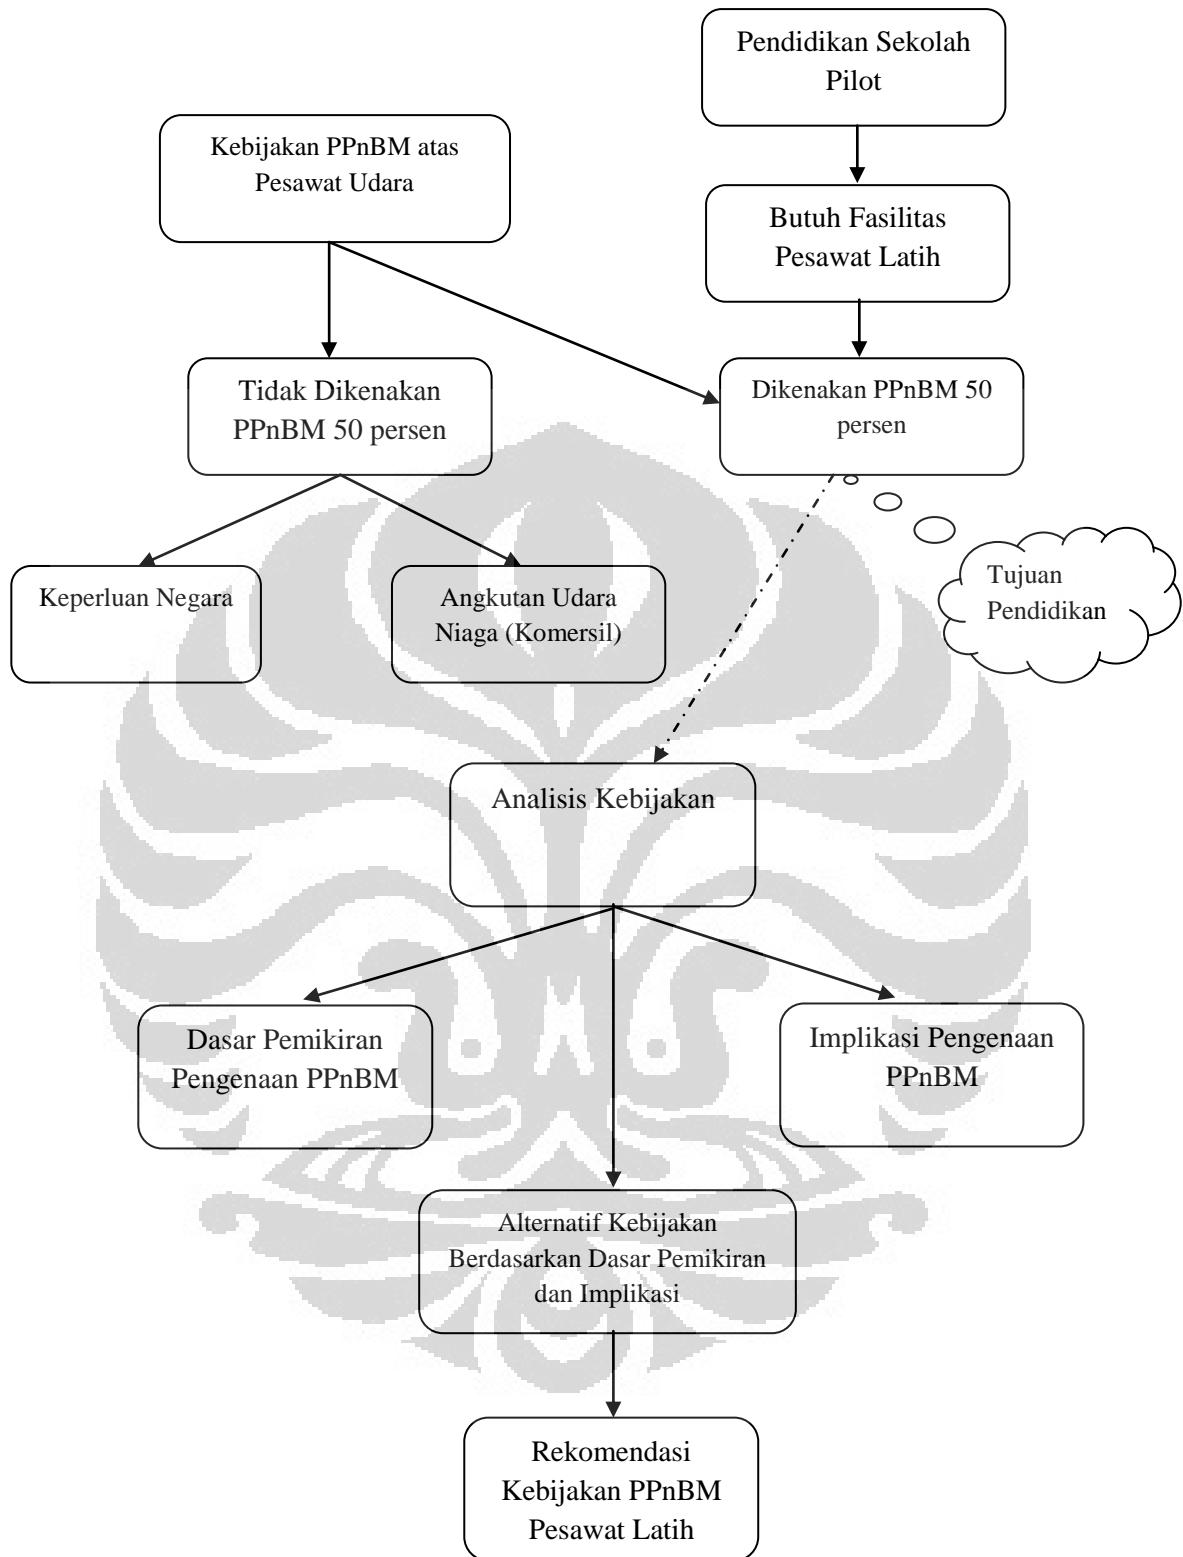 Pendidikan Sekolah
Pilot
Kebijakan PPnBM atas
Pesawat Udara
Butuh Fasilitas
Pesawat Latih
Tidak Dikenakan
PPnBM 50 persen
Dikenakan PPnBM 50
persen
Keperluan Negara
Angkutan Udara
Niaga (Komersil)
Tujuan
Pendidikan
Analisis Kebijakan
Dasar Pemikiran
Pengenaan PPnBM
Implikasi Pengenaan
PPnBM
Alternatif Kebijakan
Berdasarkan Dasar Pemikiran
dan Implikasi
Rekomendasi
Kebijakan PPnBM
Pesawat Latih